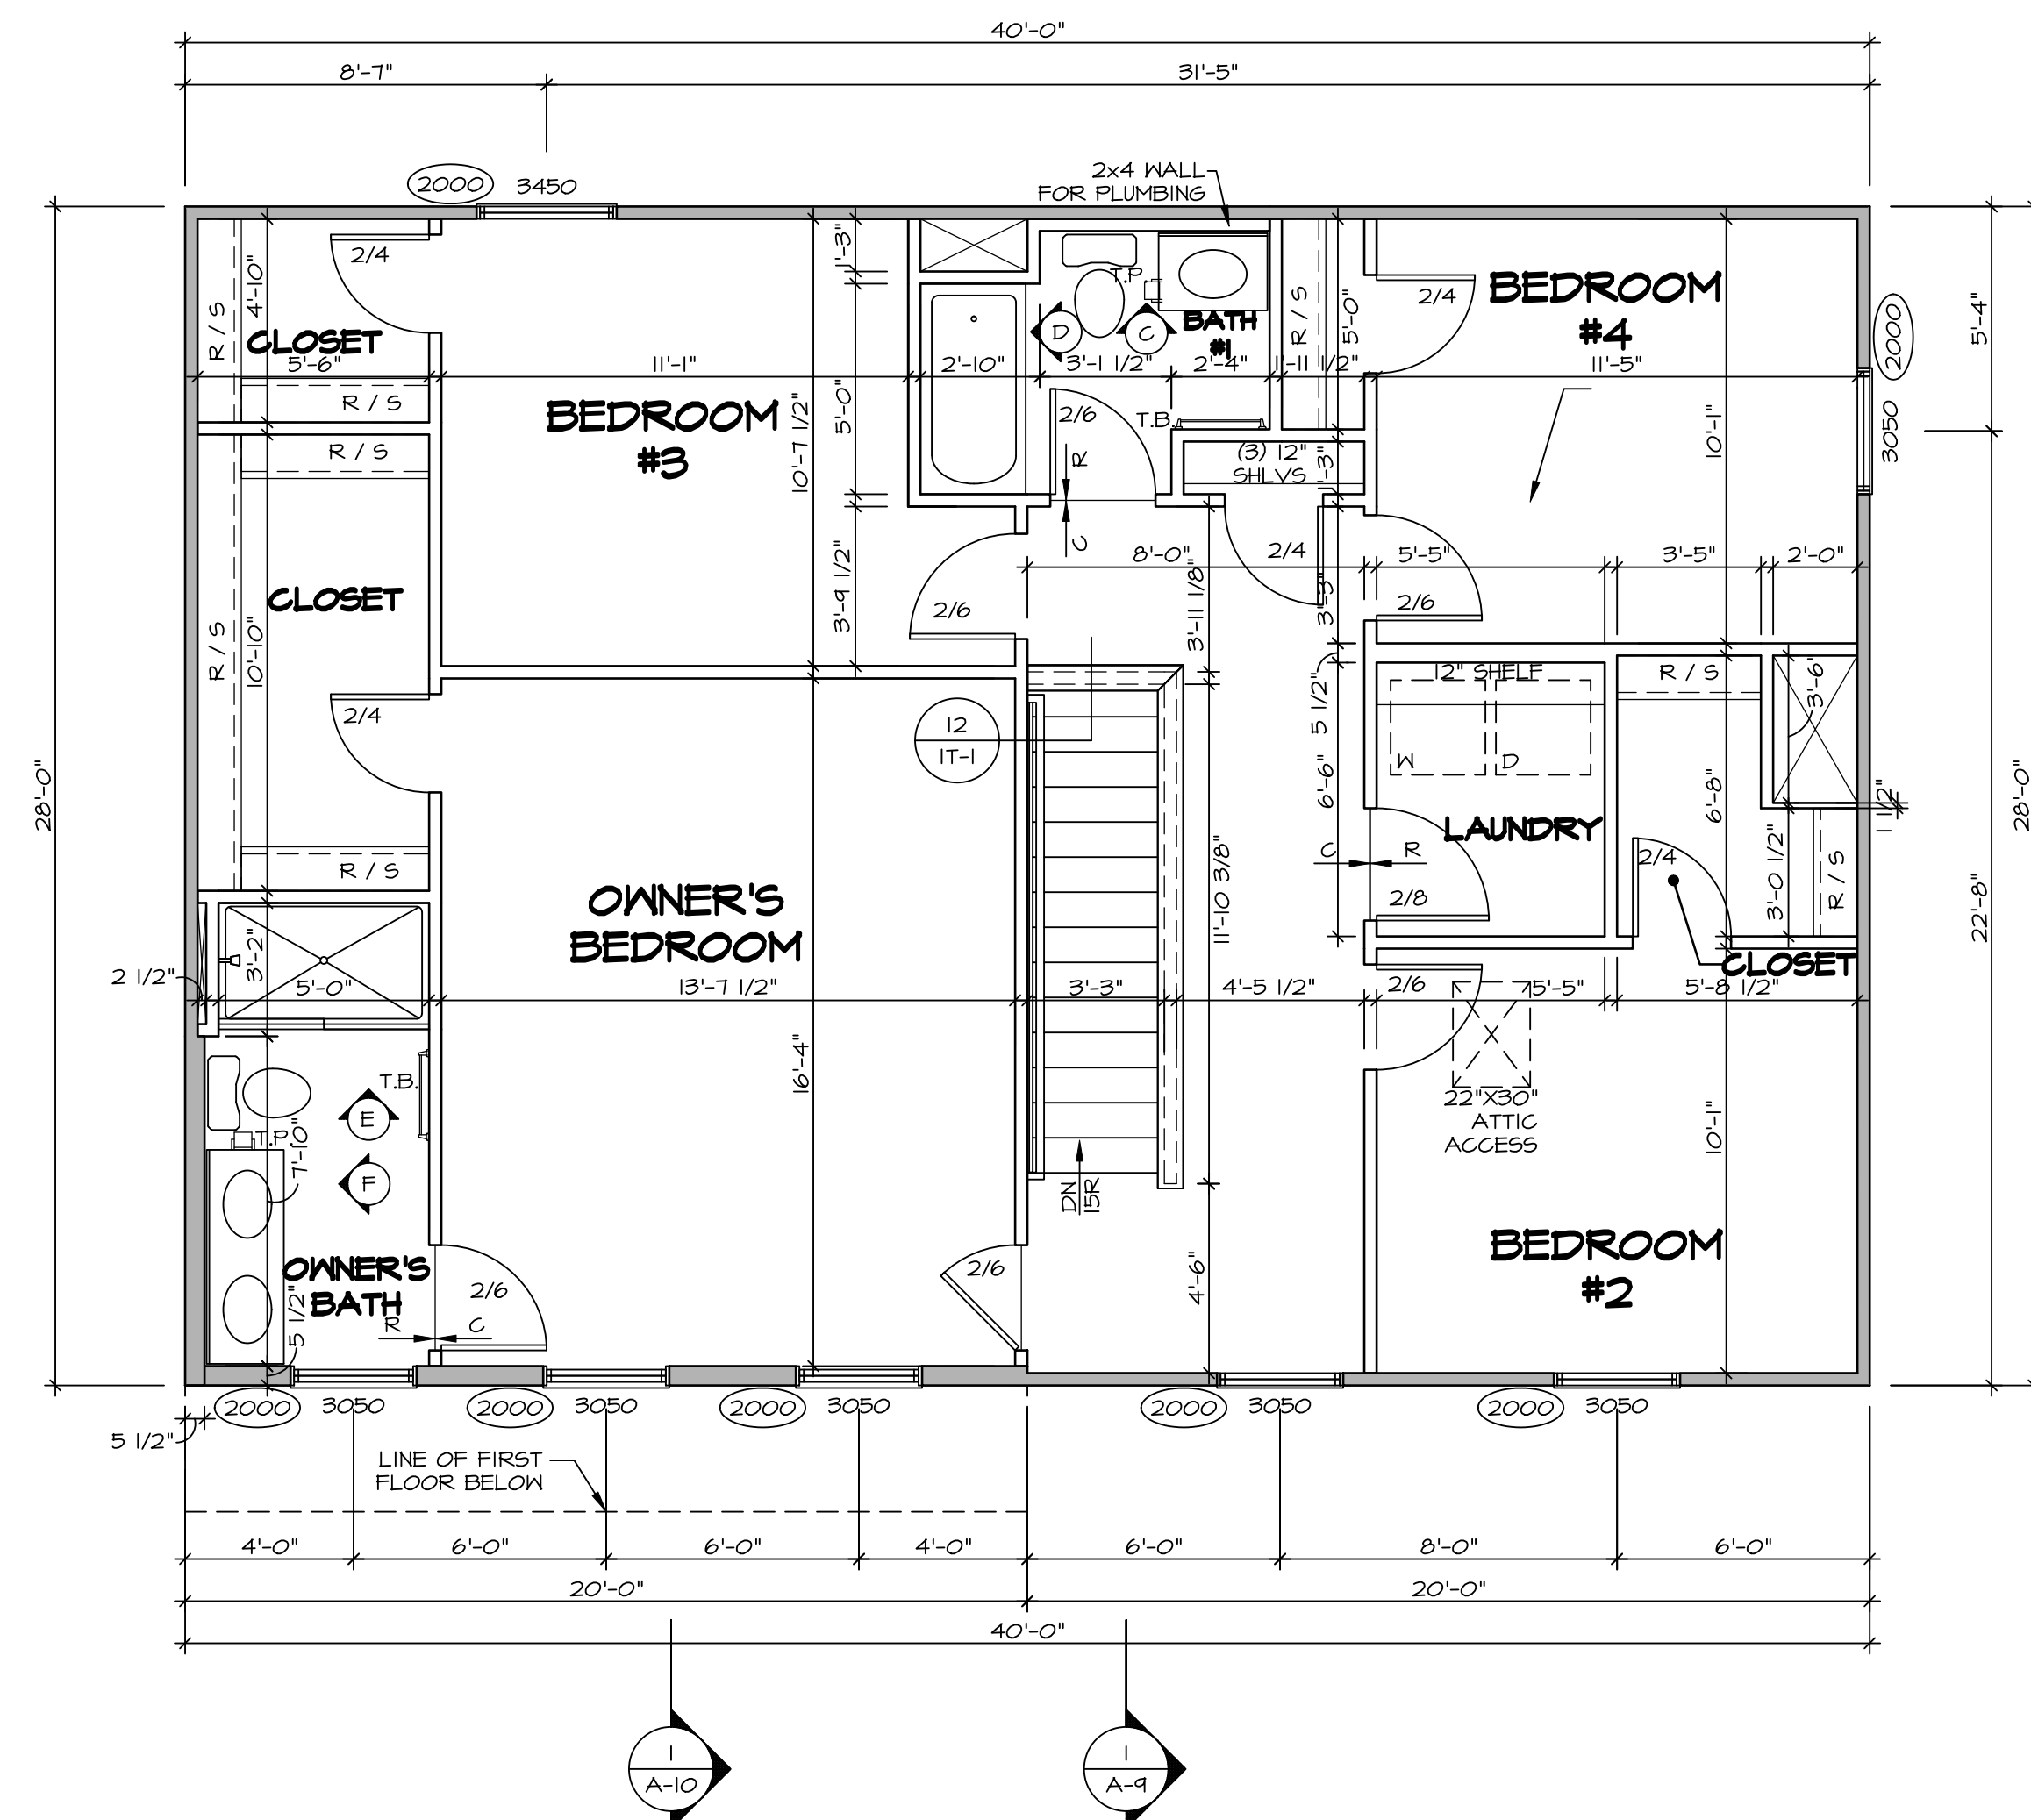 40'-0"
8'-7"
31'-5"
2x4 WALL
FOR PLUMBING
2000
3450
1'-3"
2/4
4'-10"
R / S
CLOSET
5'-6"
R / S
11'-1"
BEDROOM
#3
10'-7 1/2"
5'-0"
2'-10"
T.P.
D
C
BATH
#1
3'-1 1/2"
2'-4"
1'-11 1/2"
2/6
T.B.
R
C
R / S
5'-0"
(3) 12"
SHLVS
1'-3"
2/4
BEDROOM
#4
11'-5"
10'-1"
2000
3050
5'-4"
R / S
CLOSET
R / S
10'-10"
2/4
R / S
3'-9 1/2"
2/6
8'-0"
2/4
3'-11 1/8"
3'-3"
5'-5"
2/6
3'-5"
2'-0"
12
1T-1
5 1/2"
12" SHELF
W
D
R / S
3'-6"
6'-6"
6'-8"
1 1/2"
28'-0"
28'-0"
LAUNDRY
C
R
2/8
2/4
3'-0 1/2"
R / S
22'-8"
OWNER'S
BEDROOM
11'-10 3/8"
CLOSET
2 1/2"
3'-2"
5'-0"
13'-7 1/2"
3'-3"
4'-5 1/2"
2/6
5'-5"
5'-8 1/2"
16'-4"
T.B.
E
T.P.
7'-10"
F
22"X30"
ATTIC
ACCESS
10'-1"
DN
15R
OWNER'S
BATH
5 1/2"
R
C
2/6
2/6
4'-6"
BEDROOM
#2
2000
3050
2000
3050
2000
3050
2000
3050
2000
3050
5 1/2"
LINE OF FIRST
FLOOR BELOW
4'-0"
6'-0"
6'-0"
4'-0"
6'-0"
8'-0"
6'-0"
20'-0"
20'-0"
40'-0"
1
A-10
1
A-9